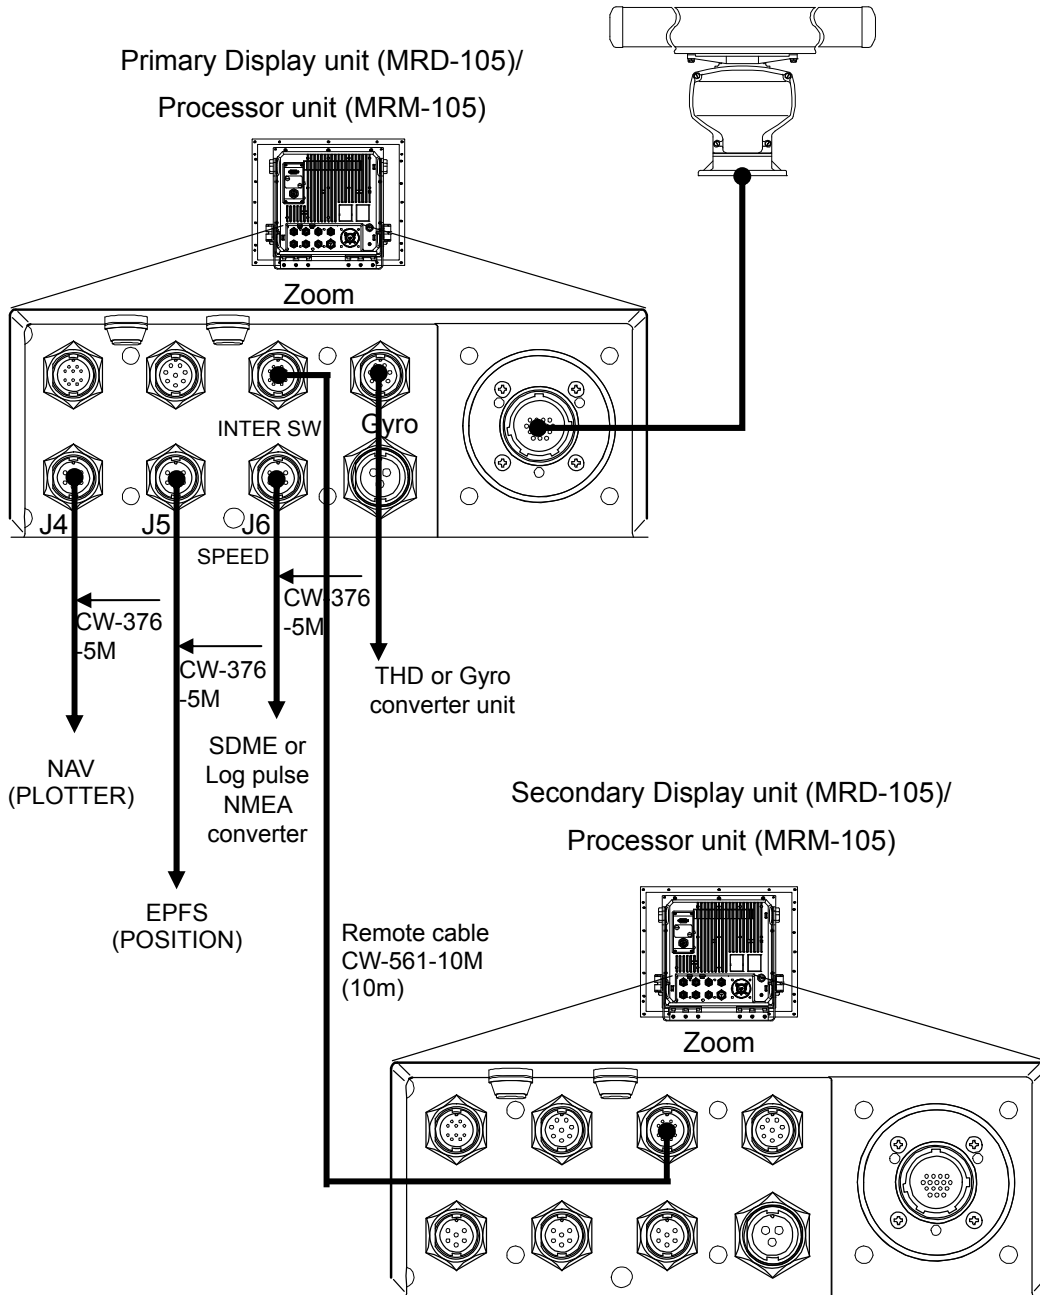 Primary Display unit (MRD-105)/
Processor unit (MRM-105)
Zoom
INTER SW
Gyro
J4
J5
J6
SPEED
CW-376
-5M
CW-376
-5M
CW-376
-5M
THD or Gyro
converter unit
NAV
(PLOTTER)
SDME or
Log pulse
NMEA
converter
EPFS
(POSITION)
Remote cable
CW-561-10M
(10m)
Secondary Display unit (MRD-105)/
Processor unit (MRM-105)
Zoom